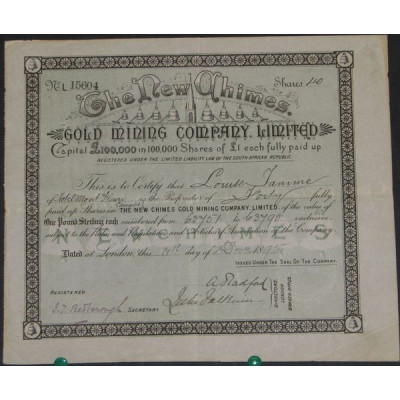 No. L 15604 Shares 40
The New Chimes
GOLD MINING COMPANY, LIMITED
Capital £100,000 in 100,000 Shares of £1 each fully paid up
REGISTERED UNDER THE LIMITED LIABILITY LAW OF THE SOUTH AFRICAN REPUBLIC.
This is to Certify that Louise
is the Proprietor of Forty fully
paid up Shares in THE NEW CHIMES GOLD MINING COMPANY, LIMITED, of the value of
One Pound Sterling each numbered from to inclusive
subject to the Rules and Regulations and Articles of Association of the Company.
NEW CHIMES
Dated at London, this day of
ISSUED UNDER THE SEAL OF THE COMPANY.
REGISTERED
SECRETARY